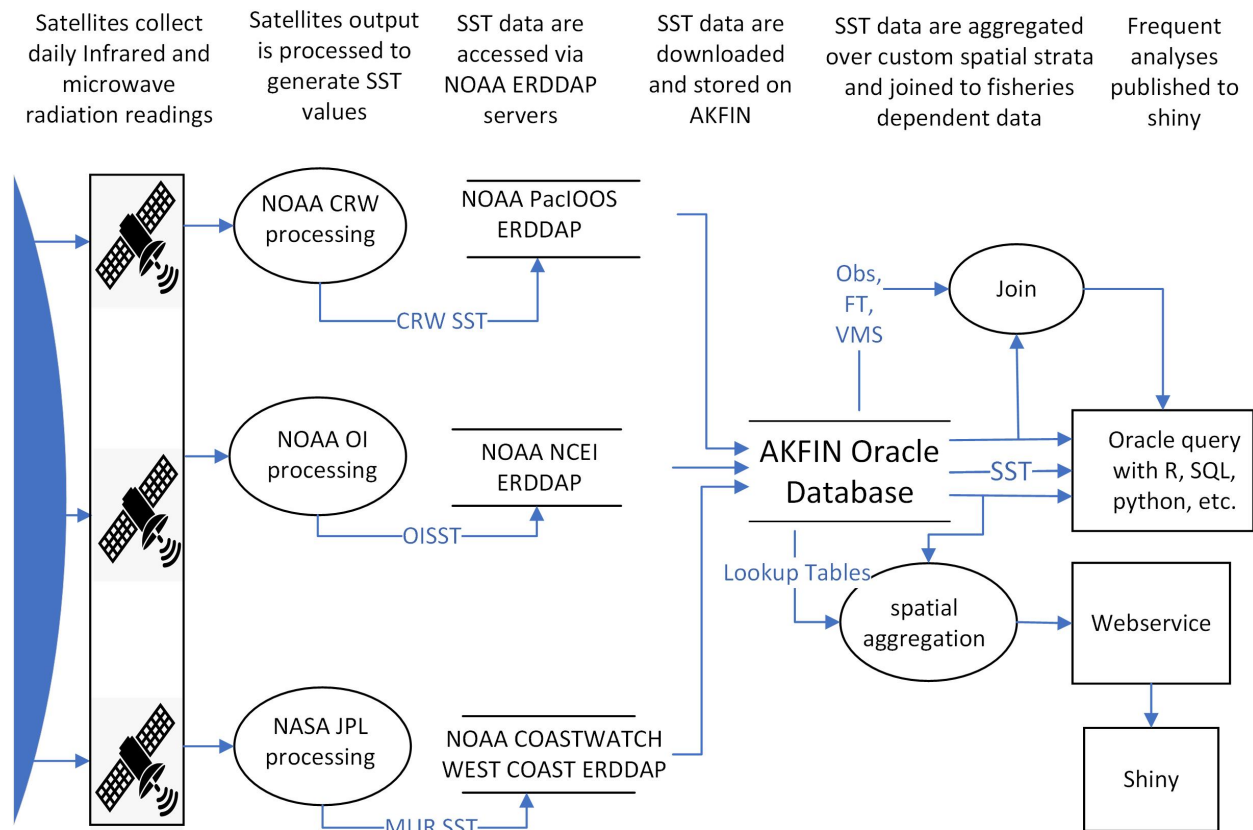 Satellites collect
daily Infrared and
microwave
radiation readings
Satellites output
is processed to
generate SST
values
SST data are
accessed via
NOAA ERDDAP
servers
SST data are
downloaded
and stored on
AKFIN
SST data are aggregated
over custom spatial strata
and joined to fisheries
dependent data
Frequent
analyses
published to
shiny
NOAA CRW
processing
NOAA PacIOOS
ERDDAP
CRW SST
Obs,
FT,
VMS
Join
NOAA OI
processing
NOAA NCEI
ERDDAP
OISST
AKFIN Oracle
Database
SST
Oracle query
with R, SQL,
python, etc.
Lookup Tables
spatial
aggregation
Webservice
NASA JPL
processing
NOAA COASTWATCH
WEST COAST ERDDAP
MUR SST
Shiny